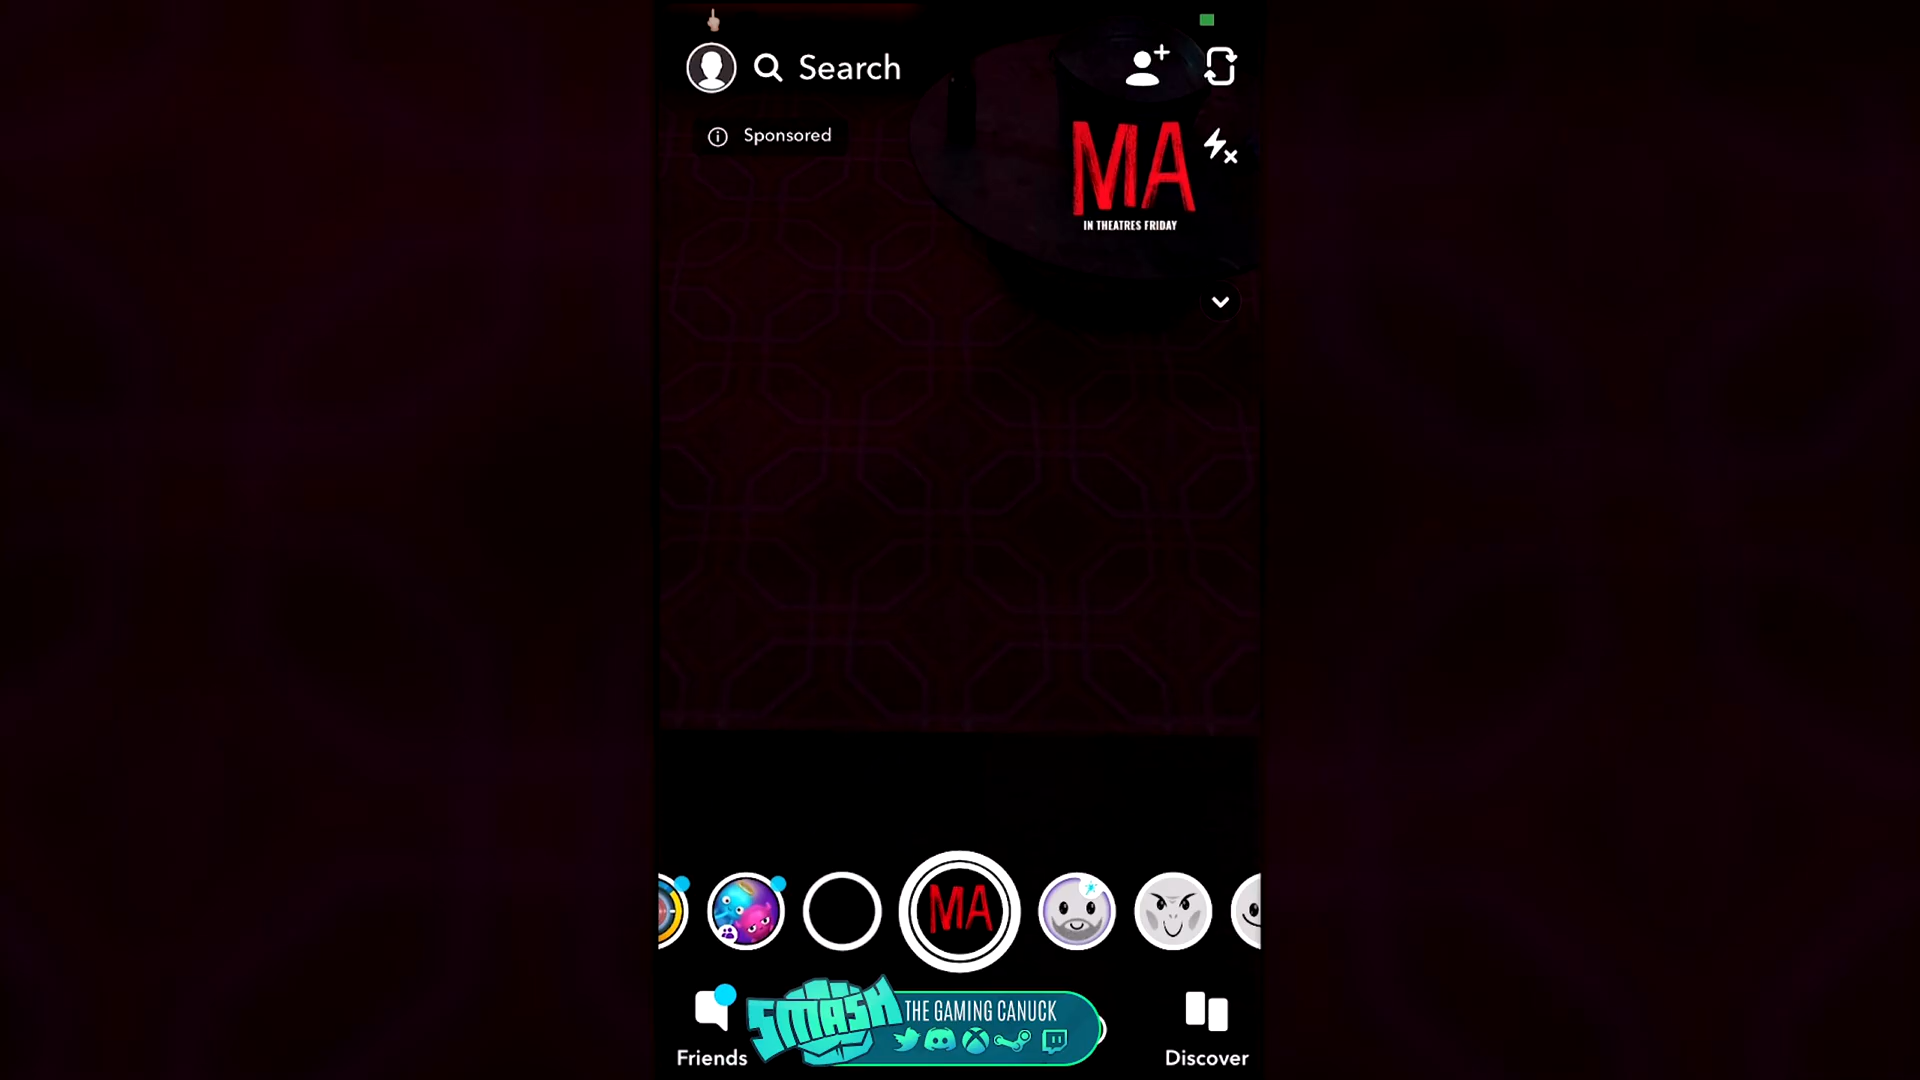 Search
Sponsored
MA
IN THEATRES FRIDAY
MA
SMASH
THE GAMING CANUCK
Friends
Discover